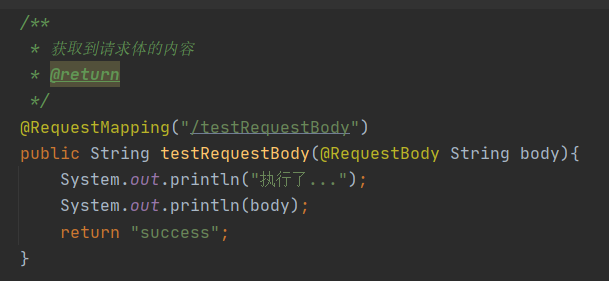 /**
 * 获取到请求体的内容
 * @return
 */
@RequestMapping("/testRequestBody")
public String testRequestBody(@RequestBody String body){
    System.out.println("执行了...");
    System.out.println(body);
    return "success";
}